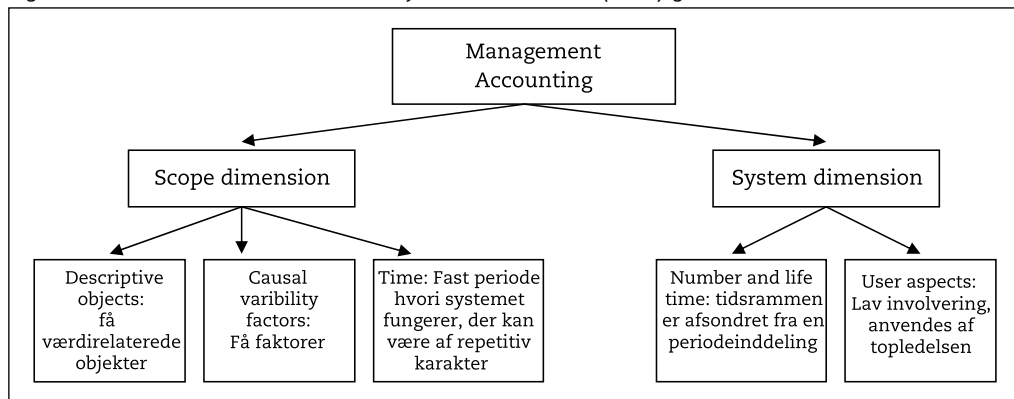 Management
Accounting
Scope dimension
System dimension
Descriptive
objects:
få
værdirelaterede
objekter
Causal
varibility
factors:
Få faktorer
Time: Fast periode
hvori systemet
fungerer, der kan
være af repetitiv
karakter
Number and life
time: tidsrammen
er afsondret fra en
periodeinddeling
User aspects:
Lav involvering,
anvendes af
topledelsen